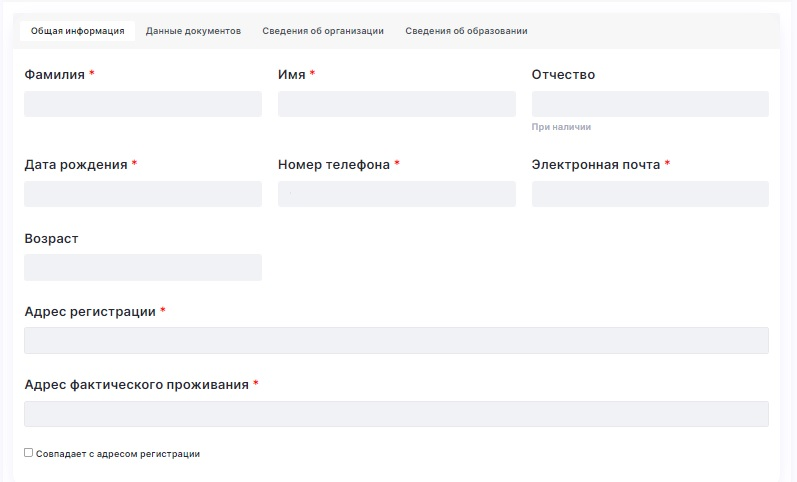 Общая информация Данные документов Сведения об организации Сведения об образовании
Фамилия * Имя * Отчество
При наличии
Дата рождения * Номер телефона * Электронная почта *
Возраст
Адрес регистрации *
Адрес фактического проживания *
Совпадает с адресом регистрации